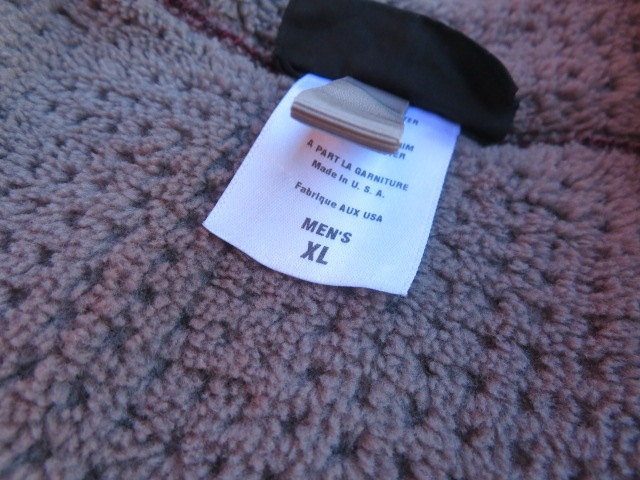 A PART LA GARNITURE
Made in U. S. A.
Fabrique AUX USA
MEN'S
XL